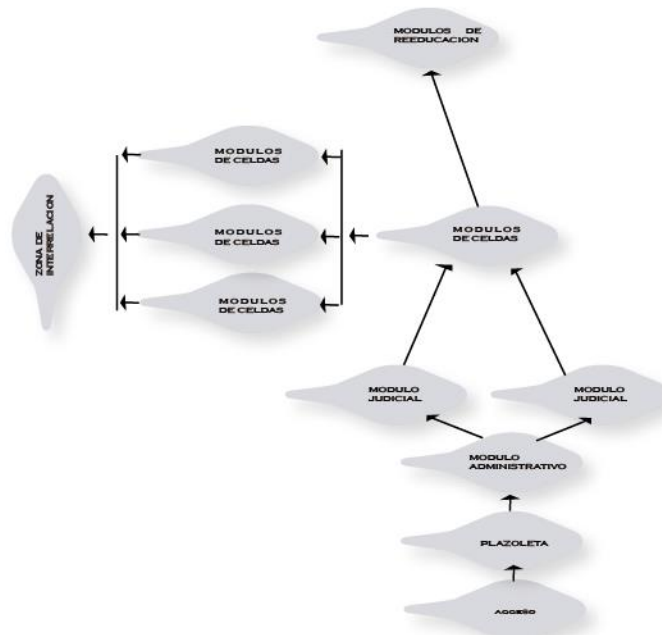 MODULOS DE
REEDUCACION
MODULOS
DE CELDAS
ZONA DE
INTERRELACION
MODULOS
DE CELDAS
MODULOS
DE CELDAS
MODULOS
DE CELDAS
MODULO
JUDICIAL
MODULO
JUDICIAL
MODULO
ADMINISTRATIVO
PLAZOLETA